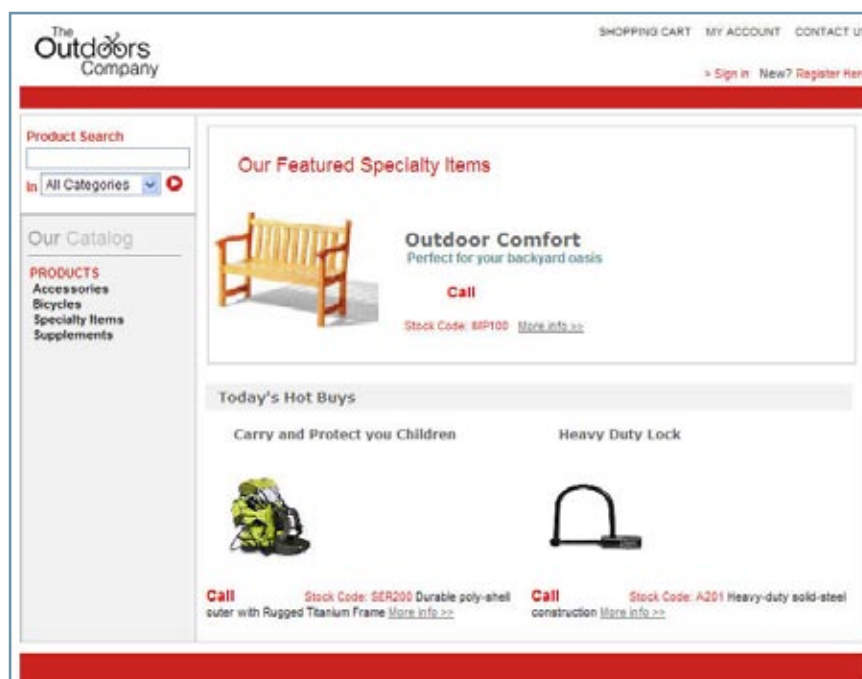 The
Outdoors
Company
SHOPPING CART MY ACCOUNT CONTACT US
> Sign in New? Register Here
Product Search
In All Categories
Our Catalog
PRODUCTS
Accessories
Bicycles
Specialty Items
Supplements
Our Featured Specialty Items
Outdoor Comfort
Perfect for your backyard oasis
Call
Stock Code: IMP100 More info >>
Today's Hot Buys
Carry and Protect you Children
Call Stock Code: SER200 Durable poly-shell
outer with Rugged Titanium Frame More info >>
Heavy Duty Lock
Call Stock Code: A201 Heavy-duty solid-steel
construction More info >>